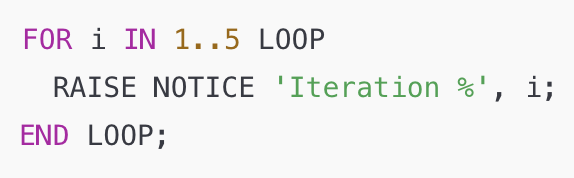 FOR i IN 1..5 LOOP
  RAISE NOTICE 'Iteration %', i;
END LOOP;